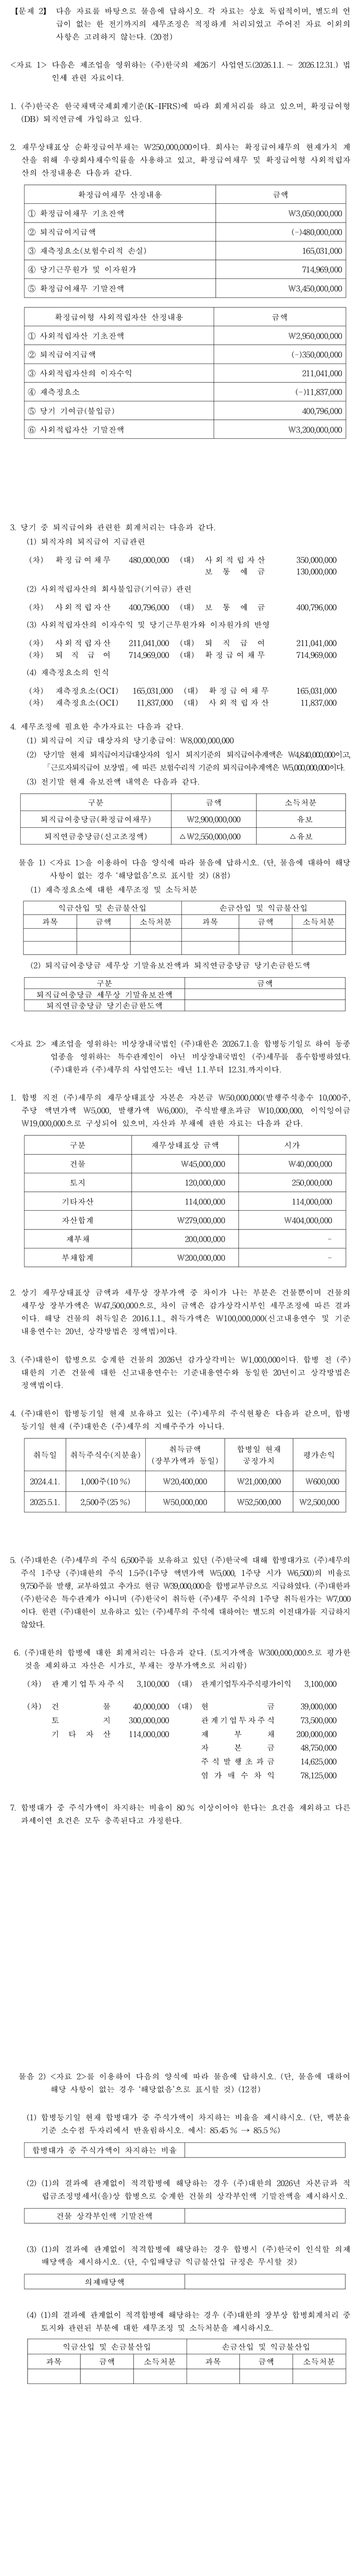 【문제 2】 다음 자료를 바탕으로 물음에 답하시오. 각 자료는 상호 독립적이며, 별도의 언
급이 없는 한 전기까지의 세무조정은 적정하게 처리되었고 주어진 자료 이외의
사항은 고려하지 않는다. (20점)
<자료 1> 다음은 제조업을 영위하는 (주)한국의 제26기 사업연도(2026.1.1. ~ 2026.12.31.) 법
인세 관련 자료이다.
1. (주)한국은 한국채택국제회계기준(K-IFRS)에 따라 회계처리를 하고 있으며, 확정급여형
(DB) 퇴직연금에 가입하고 있다.
2. 재무상태표상 순확정급여부채는 ₩250,000,000이다. 회사는 확정급여채무의 현재가치 계
산을 위해 우량회사채수익률을 사용하고 있고, 확정급여채무 및 확정급여형 사외적립자
산의 산정내용은 다음과 같다.
확정급여채무 산정내용 금액
① 확정급여채무 기초잔액 ₩3,050,000,000
② 퇴직급여지급액 (-)480,000,000
③ 재측정요소(보험수리적 손실) 165,031,000
④ 당기근무원가 및 이자원가 714,969,000
⑤ 확정급여채무 기말잔액 ₩3,450,000,000
확정급여형 사외적립자산 산정내용 금액
① 사외적립자산 기초잔액 ₩2,950,000,000
② 퇴직급여지급액 (-)350,000,000
③ 사외적립자산의 이자수익 211,041,000
④ 재측정요소 (-)11,837,000
⑤ 당기 기여금(불입금) 400,796,000
⑥ 사외적립자산 기말잔액 ₩3,200,000,000
3. 당기 중 퇴직급여와 관련한 회계처리는 다음과 같다.
(1) 퇴직자의 퇴직급여 지급관련
(차) 확정급여채무 480,000,000 (대) 사외적립자산 350,000,000
보통예금 130,000,000
(2) 사외적립자산의 회사불입금(기여금) 관련
(차) 사외적립자산 400,796,000 (대) 보통예금 400,796,000
(3) 사외적립자산의 이자수익 및 당기근무원가와 이자원가의 반영
(차) 사외적립자산 211,041,000 (대) 퇴직급여 211,041,000
(차) 퇴직급여 714,969,000 (대) 확정급여채무 714,969,000
(4) 재측정요소의 인식
(차) 재측정요소(OCI) 165,031,000 (대) 확정급여채무 165,031,000
(차) 재측정요소(OCI) 11,837,000 (대) 사외적립자산 11,837,000
4. 세무조정에 필요한 추가자료는 다음과 같다.
(1) 퇴직급여 지급 대상자의 당기총급여: ₩8,000,000,000
(2) 당기말 현재 퇴직급여지급대상자의 일시 퇴직기준의 퇴직급여추계액은 ₩4,840,000,000이고,
「근로자퇴직급여 보장법」에 따른 보험수리적 기준의 퇴직급여추계액은 ₩5,000,000,000이다.
(3) 전기말 현재 유보잔액 내역은 다음과 같다.
구분 금액 소득처분
퇴직급여충당금(확정급여채무) ₩2,900,000,000 유보
퇴직연금충당금(신고조정액) △₩2,550,000,000 △유보
물음 1) <자료 1>을 이용하여 다음 양식에 따라 물음에 답하시오. (단, 물음에 대하여 해당
사항이 없는 경우 '해당없음'으로 표시할 것) (8점)
(1) 재측정요소에 대한 세무조정 및 소득처분
익금산입 및 손금불산입 손금산입 및 익금불산입
과목 금액 소득처분 과목 금액 소득처분
(2) 퇴직급여충당금 세무상 기말유보잔액과 퇴직연금충당금 당기손금한도액
구분 금액
퇴직급여충당금 세무상 기말유보잔액
퇴직연금충당금 당기손금한도액
<자료 2> 제조업을 영위하는 비상장내국법인 (주)대한은 2026.7.1.을 합병등기일로 하여 동종
업종을 영위하는 특수관계인이 아닌 비상장내국법인 (주)세무를 흡수합병하였다.
(주)대한과 (주)세무의 사업연도는 매년 1.1.부터 12.31.까지이다.
1. 합병 직전 (주)세무의 재무상태표상 자본은 자본금 ₩50,000,000(발행주식총수 10,000주,
주당 액면가액 ₩5,000, 발행가액 ₩6,000), 주식발행초과금 ₩10,000,000, 이익잉여금
₩19,000,000으로 구성되어 있으며, 자산과 부채에 관한 자료는 다음과 같다.
구분 재무상태표상 금액 시가
건물 ₩45,000,000 ₩40,000,000
토지 120,000,000 250,000,000
기타자산 114,000,000 114,000,000
자산합계 ₩279,000,000 ₩404,000,000
제부채 200,000,000 -
부채합계 ₩200,000,000 -
2. 상기 재무상태표상 금액과 세무상 장부가액 중 차이가 나는 부분은 건물뿐이며 건물의
세무상 장부가액은 ₩47,500,000으로, 차이 금액은 감가상각시부인 세무조정에 따른 결과
이다. 해당 건물의 취득일은 2016.1.1., 취득가액은 ₩100,000,000(신고내용연수 및 기준
내용연수는 20년, 상각방법은 정액법)이다.
3. (주)대한이 합병으로 승계한 건물의 2026년 감가상각비는 ₩1,000,000이다. 합병 전 (주)
대한의 기존 건물에 대한 신고내용연수는 기준내용연수와 동일한 20년이고 상각방법은
정액법이다.
4. (주)대한이 합병등기일 현재 보유하고 있는 (주)세무의 주식현황은 다음과 같으며, 합병
등기일 현재 (주)대한은 (주)세무의 지배주주가 아니다.
취득일 취득주식수(지분율) 취득금액 (장부가액과 동일) 합병일 현재 공정가치 평가손익
2024.4.1. 1,000주(10%) ₩20,400,000 ₩21,000,000 ₩600,000
2025.5.1. 2,500주(25%) ₩50,000,000 ₩52,500,000 ₩2,500,000
5. (주)대한은 (주)세무의 주식 6,500주를 보유하고 있던 (주)한국에 대해 합병대가로 (주)세무의
주식 1주당 (주)대한의 주식 1.5주(1주당 액면가액 ₩5,000, 1주당 시가 ₩6,500)의 비율로
9,750주를 발행, 교부하였고 추가로 현금 ₩39,000,000을 합병교부금으로 지급하였다. (주)대한과
(주)한국은 특수관계가 아니며 (주)한국이 취득한 (주)세무 주식의 1주당 취득원가는 ₩7,000
이다. 한편 (주)대한이 보유하고 있는 (주)세무의 주식에 대하여는 별도의 이전대가를 지급하지
않았다.
6. (주)대한의 합병에 대한 회계처리는 다음과 같다. (토지가액을 ₩300,000,000으로 평가한
것을 제외하고 자산은 시가로, 부채는 장부가액으로 처리함)
(차) 관계기업투자주식 3,100,000 (대) 관계기업투자주식평가이익 3,100,000
(차) 건물 40,000,000 (대) 현금 39,000,000
토지 300,000,000 관계기업투자주식 73,500,000
기타자산 114,000,000 제부채 200,000,000
자본금 48,750,000
주식발행초과금 14,625,000
염가매수차익 78,125,000
7. 합병대가 중 주식가액이 차지하는 비율이 80% 이상이어야 한다는 요건을 제외하고 다른
과세이연 요건은 모두 충족된다고 가정한다.
물음 2) <자료 2>를 이용하여 다음의 양식에 따라 물음에 답하시오. (단, 물음에 대하여
해당 사항이 없는 경우 '해당없음'으로 표시할 것) (12점)
(1) 합병등기일 현재 합병대가 중 주식가액이 차지하는 비율을 제시하시오. (단, 백분율
기준 소수점 두자리에서 반올림하시오. 예시: 85.45% → 85.5%)
합병대가 중 주식가액이 차지하는 비율
(2) (1)의 결과에 관계없이 적격합병에 해당하는 경우 (주)대한의 2026년 자본금과 적
립금조정명세서(을)상 합병으로 승계한 건물의 상각부인액 기말잔액을 제시하시오.
건물 상각부인액 기말잔액
(3) (1)의 결과에 관계없이 적격합병에 해당하는 경우 합병시 (주)한국이 인식할 의제
배당액을 제시하시오. (단, 수입배당금 익금불산입 규정은 무시할 것)
의제배당액
(4) (1)의 결과에 관계없이 적격합병에 해당하는 경우 (주)대한의 장부상 합병회계처리 중
토지와 관련된 부분에 대한 세무조정 및 소득처분을 제시하시오.
익금산입 및 손금불산입 손금산입 및 익금불산입
과목 금액 소득처분 과목 금액 소득처분